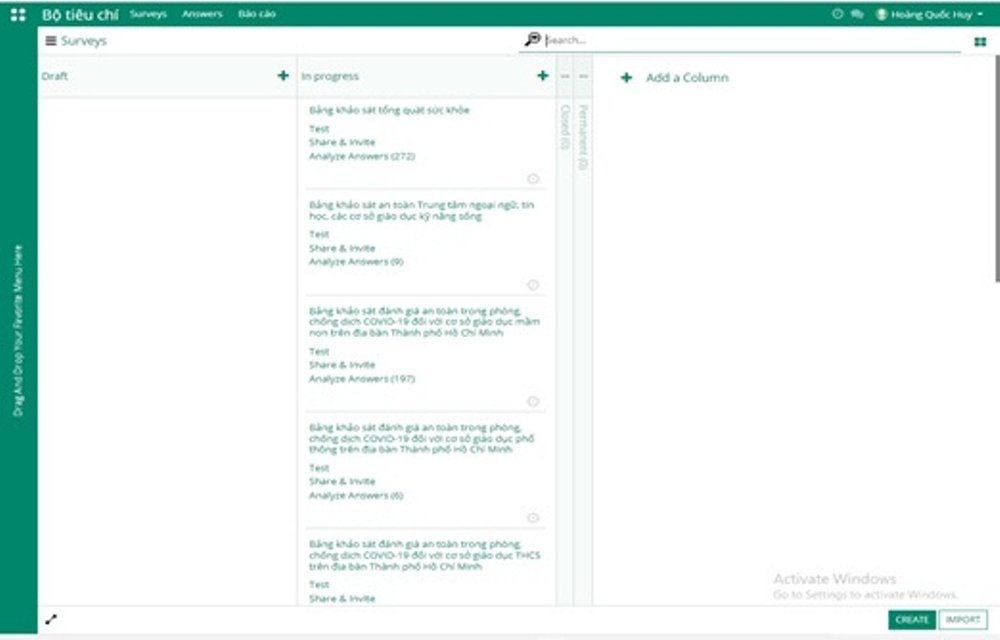 Bộ tiêu chí Surveys Answers Báo cáo Hoàng Quốc Huy
Surveys
Search...
Draft
In progress
Add a Column
Closed (0)
Permanent (0)
Drag And Drop Your Favorite Menu Here
Bảng khảo sát tổng quát sức khỏe
Test
Share & Invite
Analyze Answers (272)
Bảng khảo sát an toàn Trung tâm ngoại ngữ, tin
học, các cơ sở giáo dục kỹ năng sống
Test
Share & Invite
Analyze Answers (9)
Bảng khảo sát đánh giá an toàn trong phòng,
chống dịch COVID-19 đối với cơ sở giáo dục mầm
non trên địa bàn Thành phố Hồ Chí Minh
Test
Share & Invite
Analyze Answers (197)
Bảng khảo sát đánh giá an toàn trong phòng,
chống dịch COVID-19 đối với cơ sở giáo dục phổ
thông trên địa bàn Thành phố Hồ Chí Minh
Test
Share & Invite
Analyze Answers (6)
Bảng khảo sát đánh giá an toàn trong phòng,
chống dịch COVID-19 đối với cơ sở giáo dục THCS
trên địa bàn Thành phố Hồ Chí Minh
Test
Share & Invite
Activate Windows
Go to Settings to activate Windows.
CREATE IMPORT